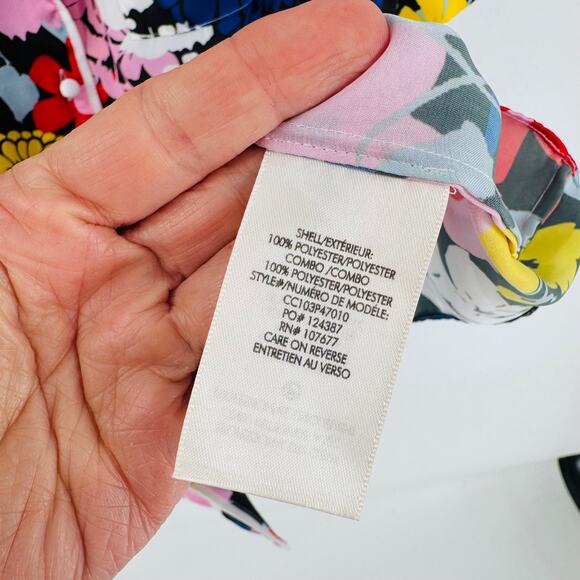 SHELL/EXTÉRIEUR:
100% POLYESTER/POLYESTER
COMBO /COMBO
100% POLYESTER/POLYESTER
STYLE#/NUMÉRO DE MODÈLE:
CC103P47010
PO# 124387
RN# 107677
CARE ON REVERSE
ENTRETIEN AU VERSO